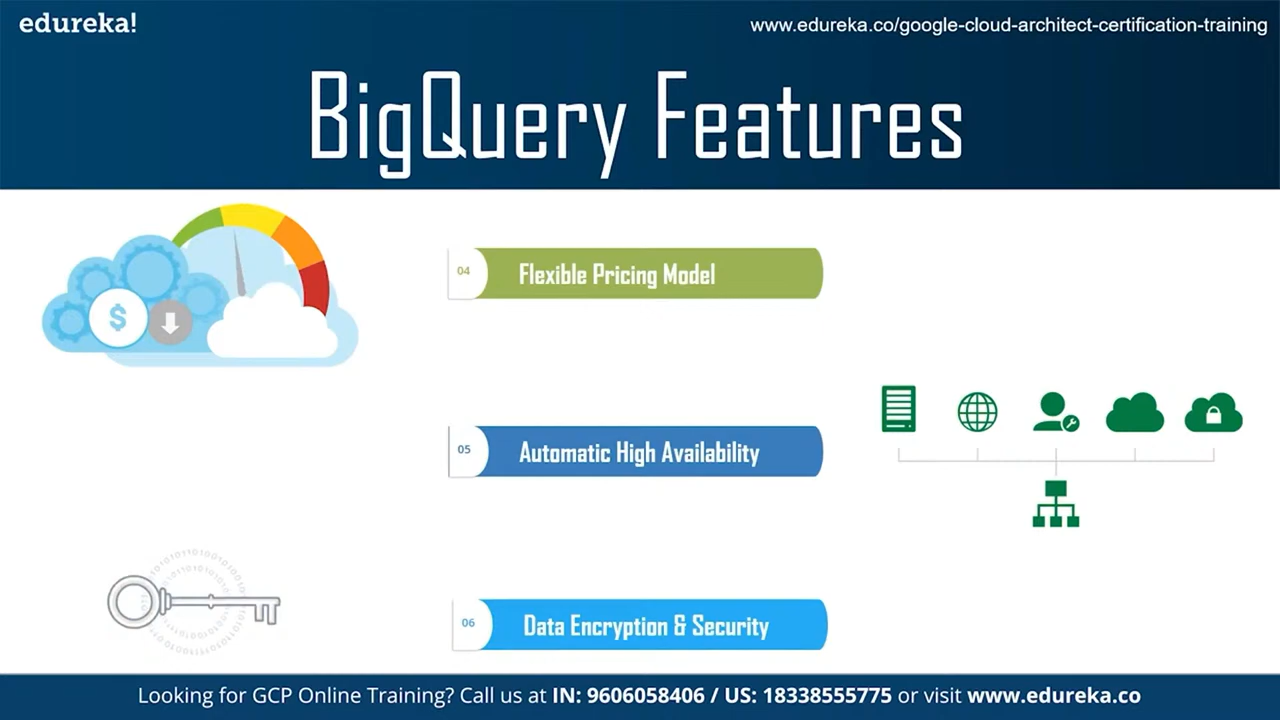 edureka!
www.edureka.co/google-cloud-architect-certification-training
BigQuery Features
04
Flexible Pricing Model
$
05
Automatic High Availability
06
Data Encryption & Security
Looking for GCP Online Training? Call us at IN: 9606058406 / US: 18338555775 or visit www.edureka.co